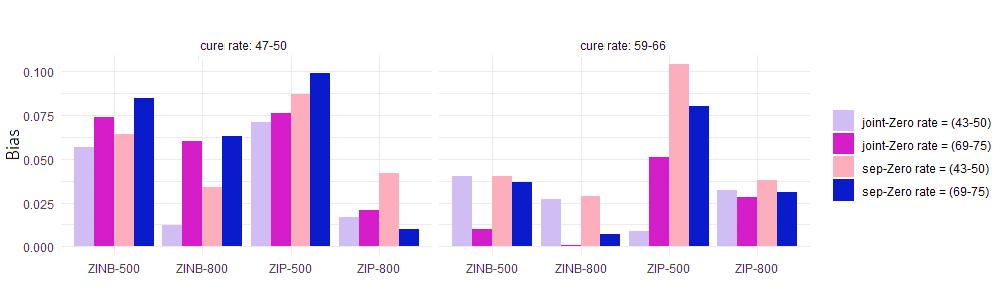 cure rate: 47-50
cure rate: 59-66
Bias
0.100
0.075
0.050
0.025
0.000
ZINB-500 ZINB-800 ZIP-500 ZIP-800
ZINB-500 ZINB-800 ZIP-500 ZIP-800
joint-Zero rate = (43-50)
joint-Zero rate = (69-75)
sep-Zero rate = (43-50)
sep-Zero rate = (69-75)